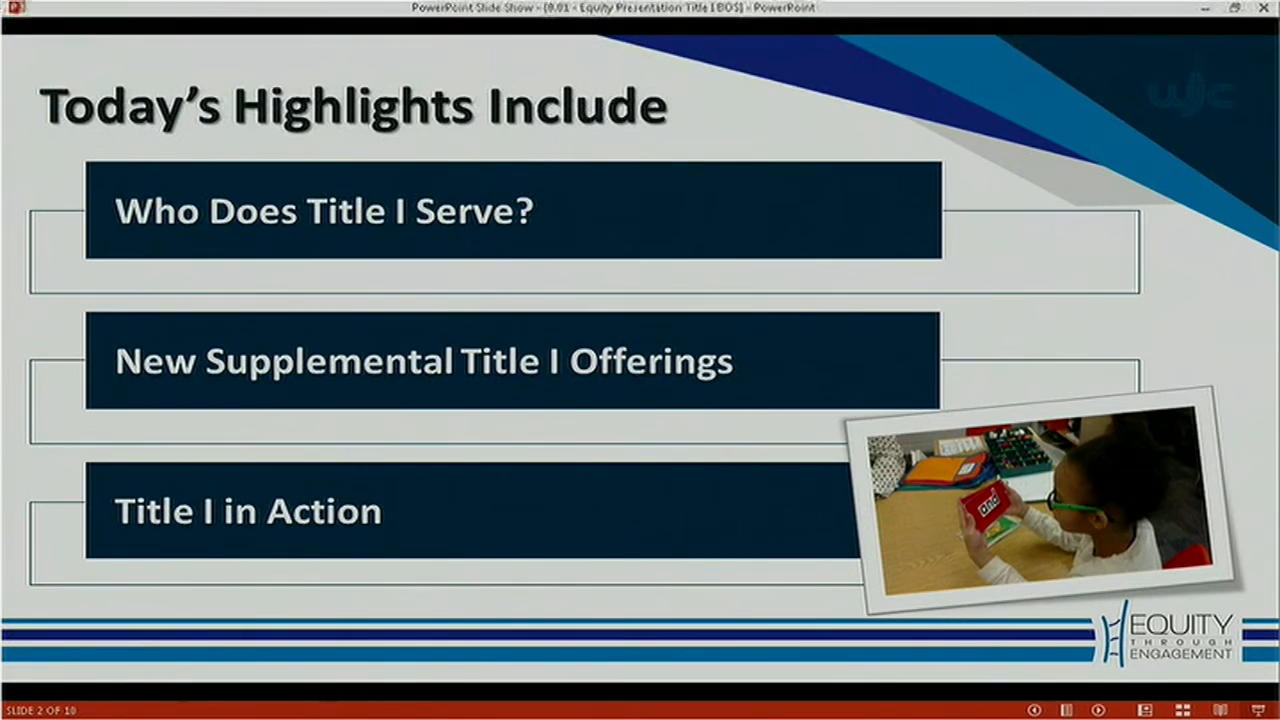 PowerPoint Slide Show - [8.01 - Equity Presentation Title I BOS] - PowerPoint
wjc
Today's Highlights Include
Who Does Title I Serve?
New Supplemental Title I Offerings
Title I in Action
and
EQUITY
THROUGH
ENGAGEMENT
SLIDE 2 OF 10